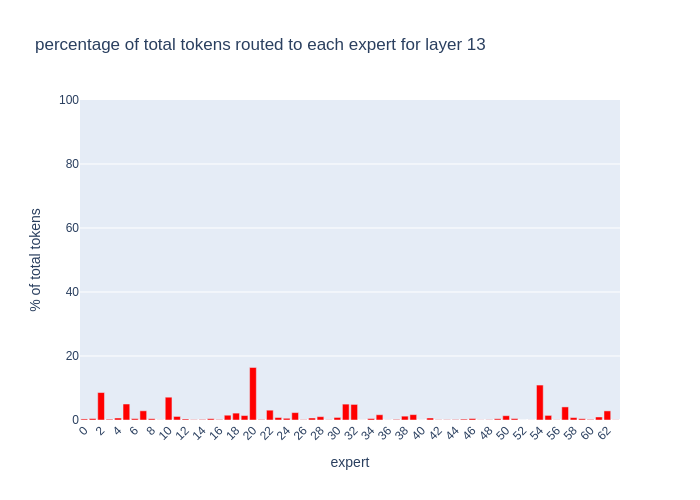 percentage of total tokens routed to each expert for layer 13
100
80
60
40
20
0
% of total tokens
0 2 4 6 8 10 12 14 16 18 20 22 24 26 28 30 32 34 36 38 40 42 44 46 48 50 52 54 56 58 60 62
expert